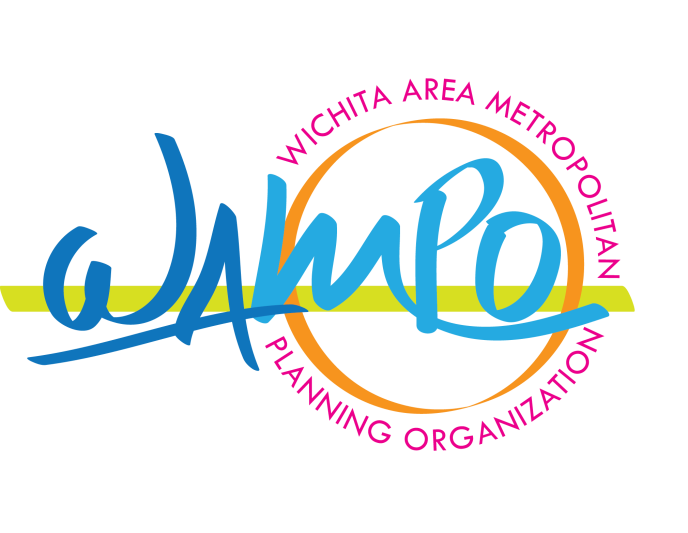 WICHITA AREA METROPOLITAN
WAMPO
PLANNING ORGANIZATION